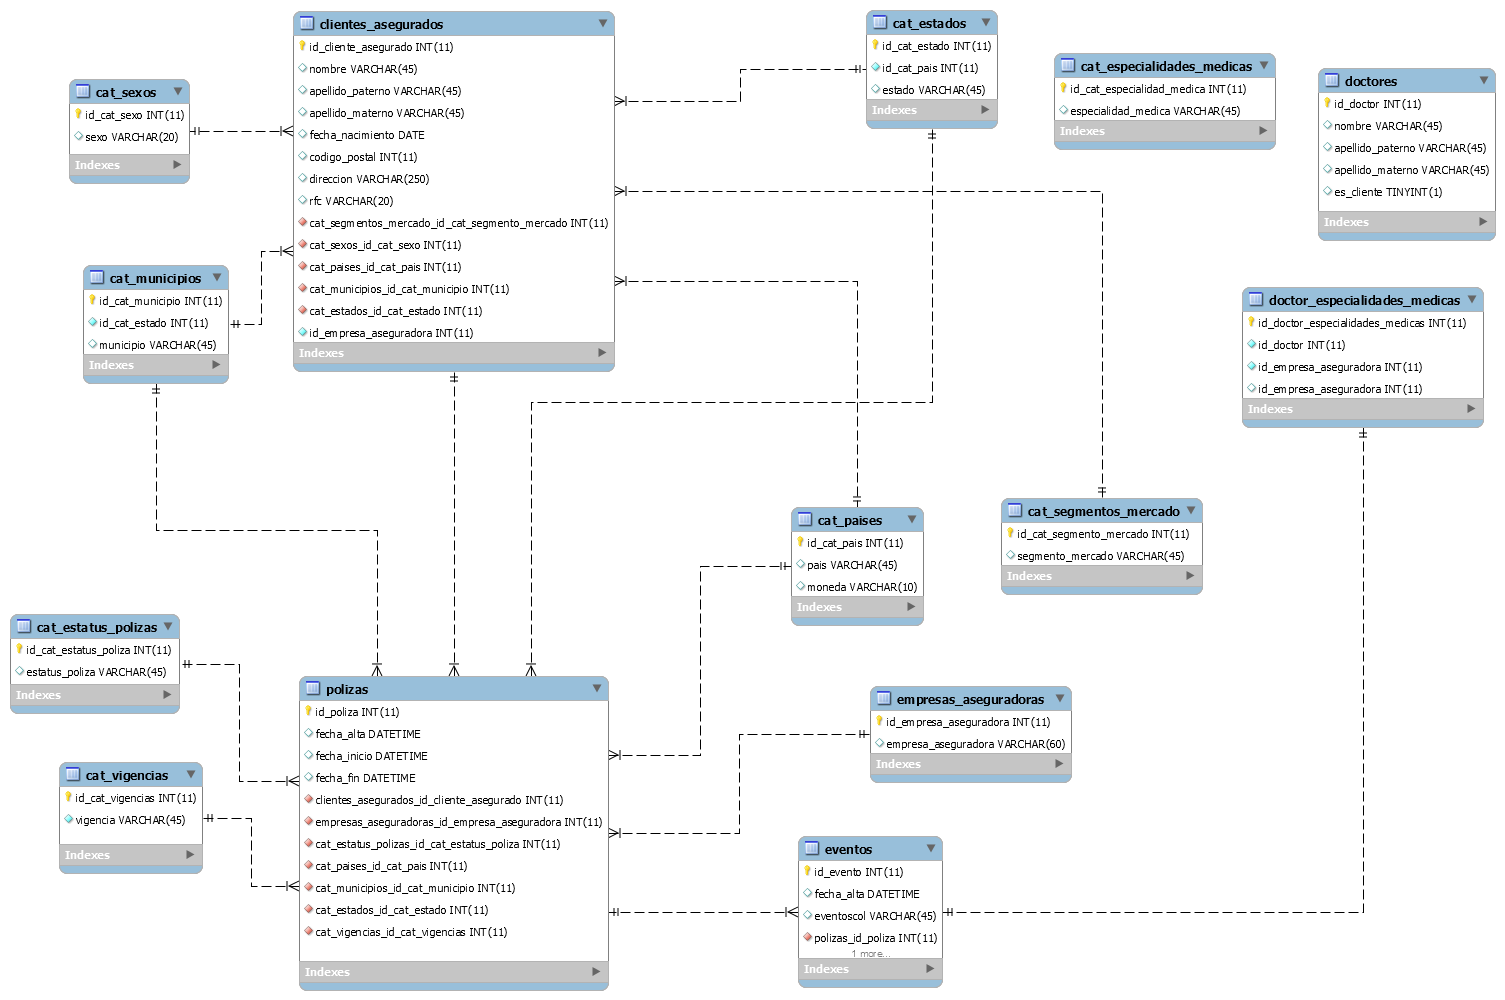 clientes_asegurados
id_cliente_asegurado INT(11)
nombre VARCHAR(45)
apellido_paterno VARCHAR(45)
apellido_materno VARCHAR(45)
fecha_nacimiento DATE
codigo_postal INT(11)
direccion VARCHAR(250)
rfc VARCHAR(20)
cat_segmentos_mercado_id_cat_segmento_mercado INT(11)
cat_sexos_id_cat_sexo INT(11)
cat_paises_id_cat_pais INT(11)
cat_municipios_id_cat_municipio INT(11)
cat_estados_id_cat_estado INT(11)
id_empresa_aseguradora INT(11)
Indexes
cat_estados
id_cat_estado INT(11)
id_cat_pais INT(11)
estado VARCHAR(45)
Indexes
cat_especialidades_medicas
id_cat_especialidad_medica INT(11)
especialidad_medica VARCHAR(45)
Indexes
doctores
id_doctor INT(11)
nombre VARCHAR(45)
apellido_paterno VARCHAR(45)
apellido_materno VARCHAR(45)
es_cliente TINYINT(1)
Indexes
cat_sexos
id_cat_sexo INT(11)
sexo VARCHAR(20)
Indexes
cat_municipios
id_cat_municipio INT(11)
id_cat_estado INT(11)
municipio VARCHAR(45)
Indexes
doctor_especialidades_medicas
id_doctor_especialidades_medicas INT(11)
id_doctor INT(11)
id_empresa_aseguradora INT(11)
id_empresa_aseguradora INT(11)
Indexes
cat_paises
id_cat_pais INT(11)
pais VARCHAR(45)
moneda VARCHAR(10)
Indexes
cat_segmentos_mercado
id_cat_segmento_mercado INT(11)
segmento_mercado VARCHAR(45)
Indexes
cat_estatus_polizas
id_cat_estatus_poliza INT(11)
estatus_poliza VARCHAR(45)
Indexes
cat_vigencias
id_cat_vigencias INT(11)
vigencia VARCHAR(45)
Indexes
polizas
id_poliza INT(11)
fecha_alta DATETIME
fecha_inicio DATETIME
fecha_fin DATETIME
clientes_asegurados_id_cliente_asegurado INT(11)
empresas_aseguradoras_id_empresa_aseguradora INT(11)
cat_estatus_polizas_id_cat_estatus_poliza INT(11)
cat_paises_id_cat_pais INT(11)
cat_municipios_id_cat_municipio INT(11)
cat_estados_id_cat_estado INT(11)
cat_vigencias_id_cat_vigencias INT(11)
Indexes
empresas_aseguradoras
id_empresa_aseguradora INT(11)
empresa_aseguradora VARCHAR(60)
Indexes
eventos
id_evento INT(11)
fecha_alta DATETIME
eventoscol VARCHAR(45)
polizas_id_poliza INT(11)
1 more...
Indexes